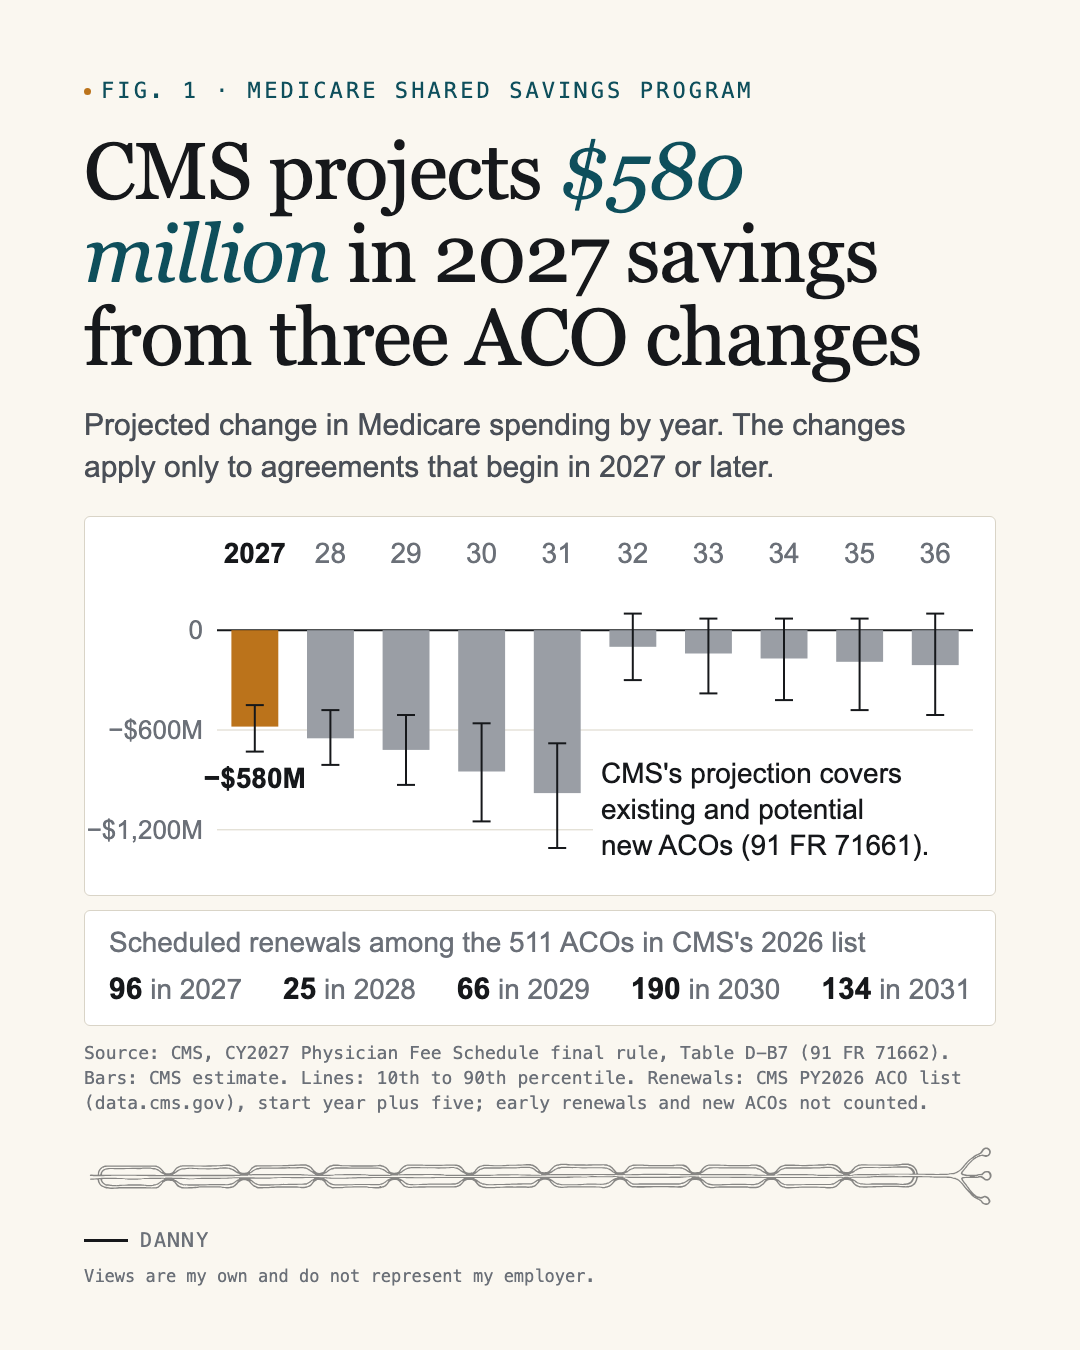 FIG. 1 · MEDICARE SHARED SAVINGS PROGRAM
CMS projects $580
million in 2027 savings
from three ACO changes
Projected change in Medicare spending by year. The changes
apply only to agreements that begin in 2027 or later.
2027 28 29 30 31 32 33 34 35 36
0
−$600M
−$580M
−$1,200M
CMS's projection covers
existing and potential
new ACOs (91 FR 71661).
Scheduled renewals among the 511 ACOs in CMS's 2026 list
96 in 2027 25 in 2028 66 in 2029 190 in 2030 134 in 2031
Source: CMS, CY2027 Physician Fee Schedule final rule, Table D–B7 (91 FR 71662).
Bars: CMS estimate. Lines: 10th to 90th percentile. Renewals: CMS PY2026 ACO list
(data.cms.gov), start year plus five; early renewals and new ACOs not counted.
DANNY
Views are my own and do not represent my employer.